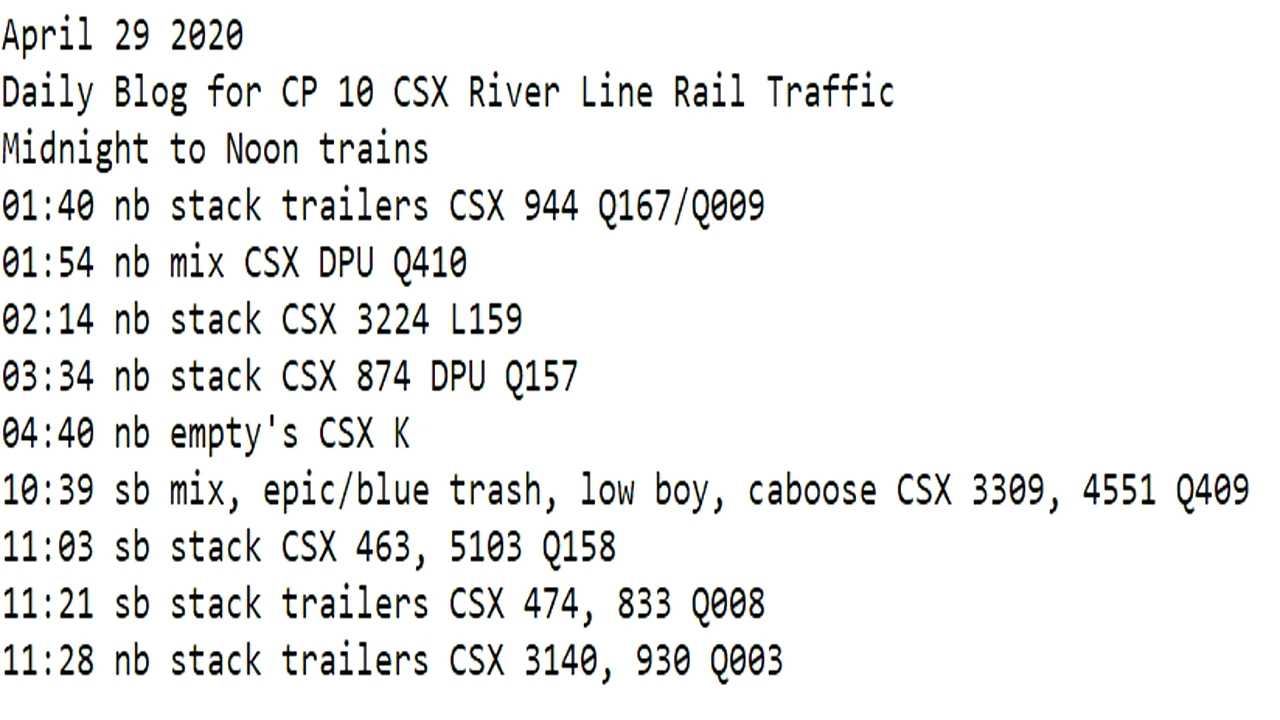 April 29 2020
Daily Blog for CP 10 CSX River Line Rail Traffic
Midnight to Noon trains
01:40 nb stack trailers CSX 944 Q167/Q009
01:54 nb mix CSX DPU Q410
02:14 nb stack CSX 3224 L159
03:34 nb stack CSX 874 DPU Q157
04:40 nb empty's CSX K
10:39 sb mix, epic/blue trash, low boy, caboose CSX 3309, 4551 Q409
11:03 sb stack CSX 463, 5103 Q158
11:21 sb stack trailers CSX 474, 833 Q008
11:28 nb stack trailers CSX 3140, 930 Q003